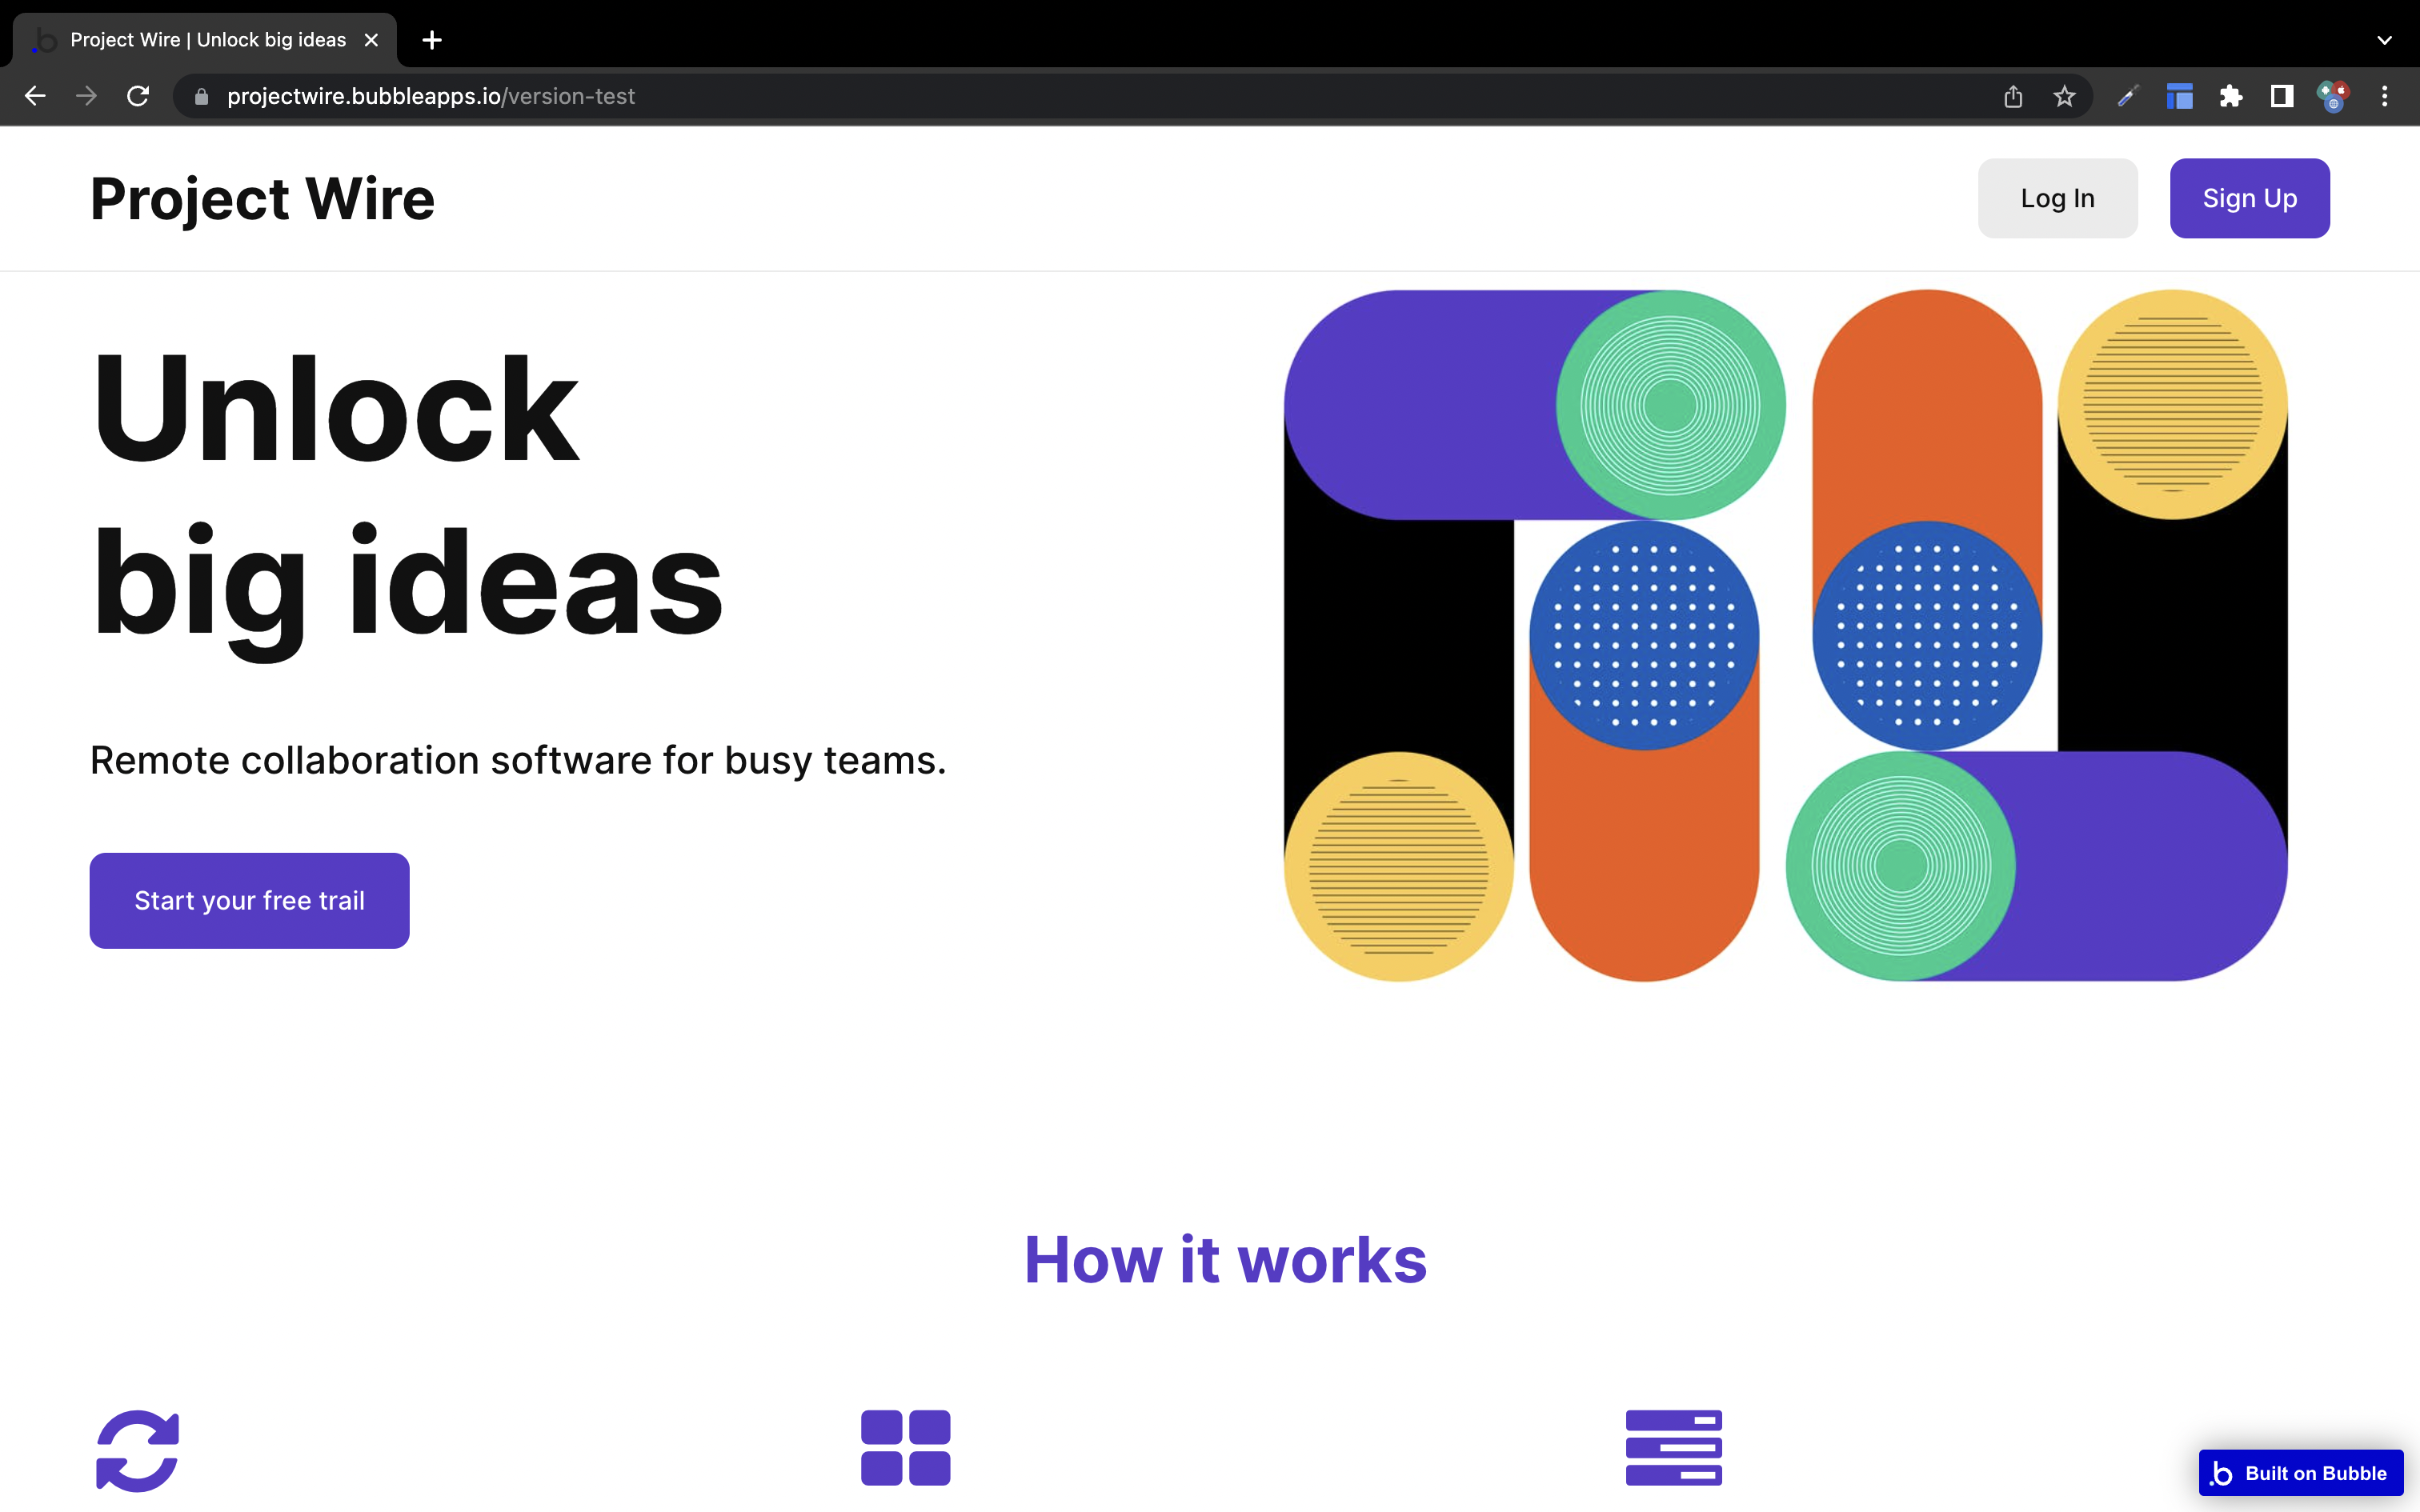 Project Wire | Unlock big ideas
projectwire.bubbleapps.io/version-test
Project Wire
Log In
Sign Up
Unlock
big ideas
Remote collaboration software for busy teams.
Start your free trail
How it works
.b Built on Bubble